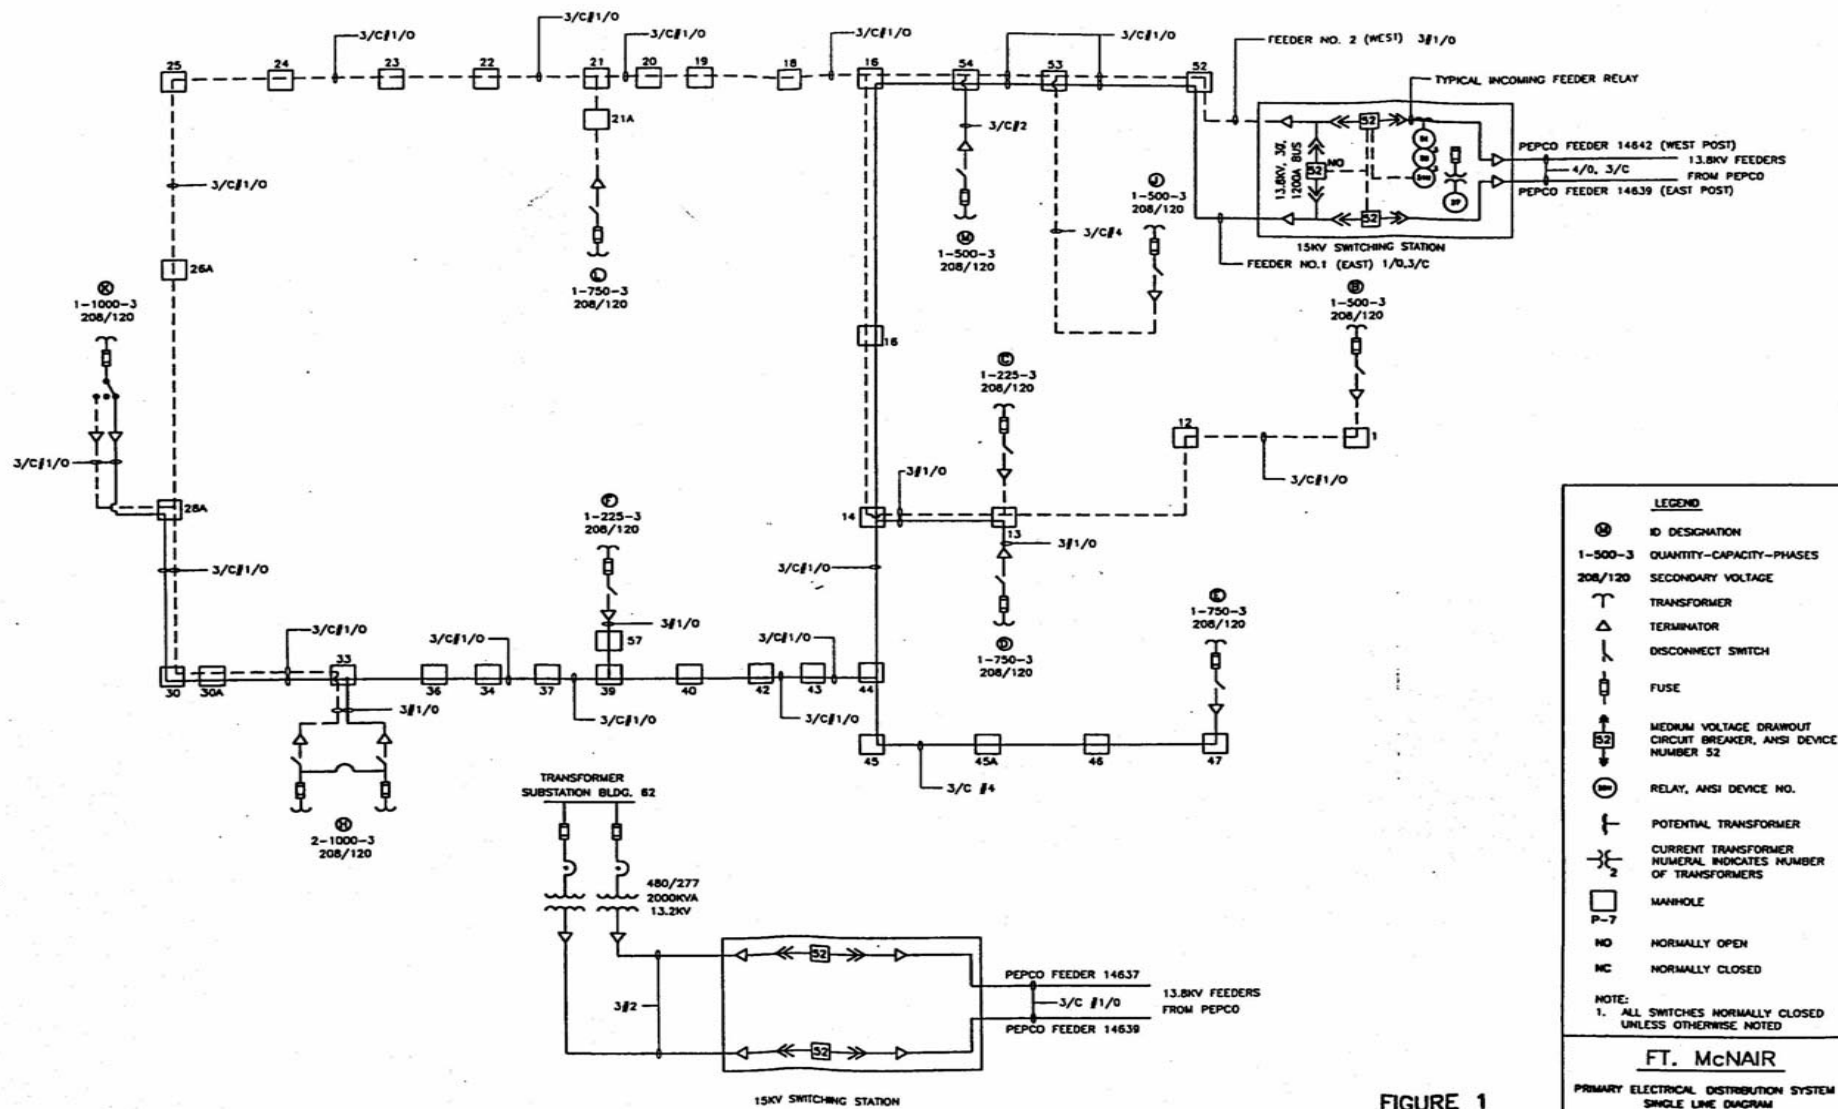 3/C#1/0
3/C#1/0
3/C#1/0
3/C#1/0
3/C#1/0
FEEDER NO. 2 (WEST) 3#1/0
25
24
23
22
21
20
19
18
16
54
53
52
TYPICAL INCOMING FEEDER RELAY
21A
3/C#2
13.8KV, 3Ø,
1200A BUS
52
52
NO
52
PEPCO FEEDER 14642 (WEST POST)
13.8KV FEEDERS
4/0, 3/C
FROM PEPCO
PEPCO FEEDER 14639 (EAST POST)
3/C#1/0
J
1-500-3
208/120
3/C#4
M
1-500-3
208/120
15KV SWITCHING STATION
FEEDER NO.1 (EAST) 1/0,3/C
26A
L
1-750-3
208/120
K
1-1000-3
208/120
B
1-500-3
208/120
16
C
1-225-3
208/120
12
1
3/C#1/0
3/C#1/0
3#1/0
28A
F
1-225-3
208/120
14
13
3#1/0
3/C#1/0
3/C#1/0
E
1-750-3
208/120
3/C#1/0
3/C#1/0
3#1/0
57
3/C#1/0
D
1-750-3
208/120
30
30A
33
36
34
37
39
40
42
43
44
3#1/0
3/C#1/0
3/C#1/0
45
45A
46
47
3/C #4
H
2-1000-3
208/120
TRANSFORMER
SUBSTATION BLDG. 62
480/277
2000KVA
13.2KV
3#2
52
52
PEPCO FEEDER 14637
13.8KV FEEDERS
3/C #1/0
FROM PEPCO
PEPCO FEEDER 14639
15KV SWITCHING STATION
FIGURE 1
LEGEND
M ID DESIGNATION
1-500-3 QUANTITY-CAPACITY-PHASES
208/120 SECONDARY VOLTAGE
TRANSFORMER
TERMINATOR
DISCONNECT SWITCH
FUSE
52 MEDIUM VOLTAGE DRAWOUT
CIRCUIT BREAKER, ANSI DEVICE
NUMBER 52
RELAY, ANSI DEVICE NO.
POTENTIAL TRANSFORMER
CURRENT TRANSFORMER
NUMERAL INDICATES NUMBER
2 OF TRANSFORMERS
MANHOLE
P-7
NO NORMALLY OPEN
NC NORMALLY CLOSED
NOTE:
1. ALL SWITCHES NORMALLY CLOSED
UNLESS OTHERWISE NOTED
FT. McNAIR
PRIMARY ELECTRICAL DISTRIBUTION SYSTEM
SINGLE LINE DIAGRAM